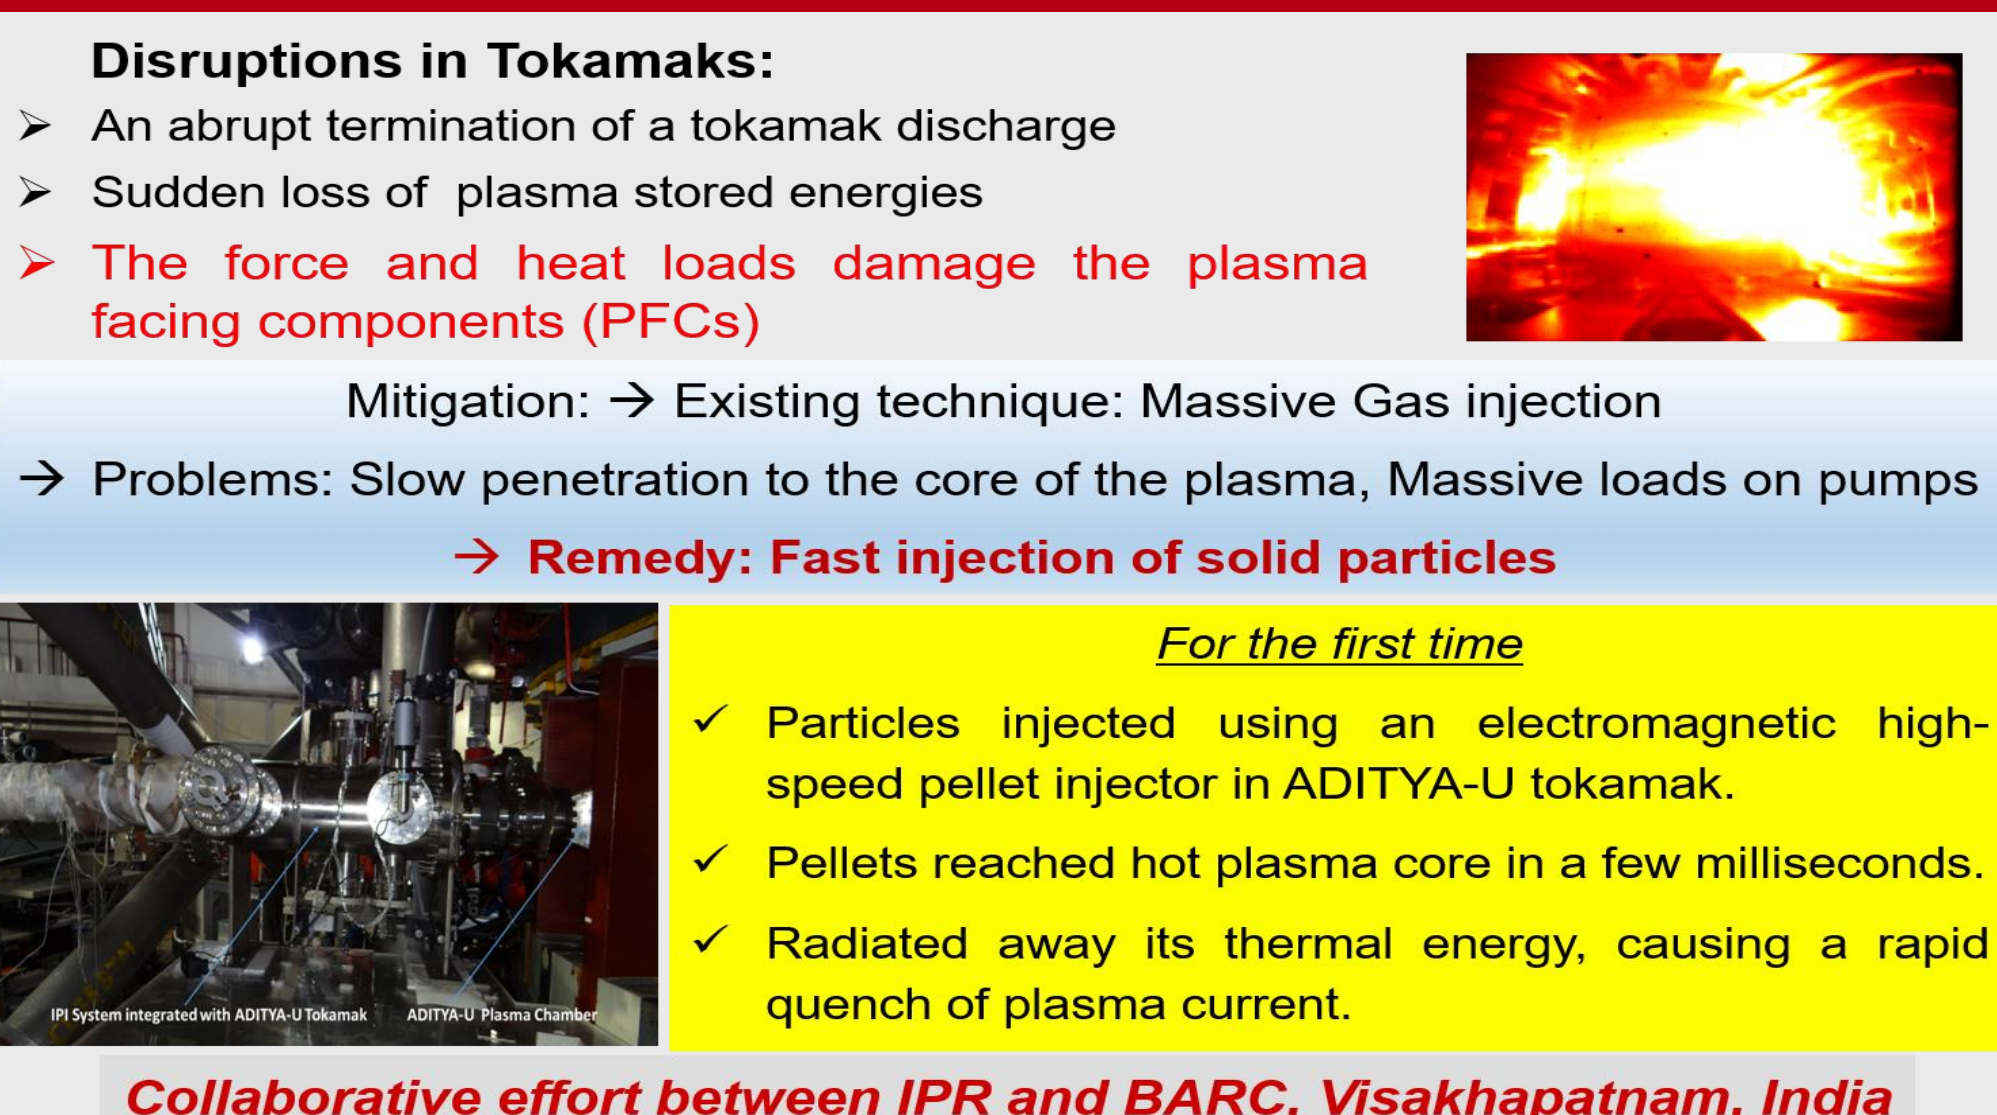 Disruptions in Tokamaks:
➢ An abrupt termination of a tokamak discharge
➢ Sudden loss of plasma stored energies
➢ The force and heat loads damage the plasma
facing components (PFCs)
Mitigation: → Existing technique: Massive Gas injection
→ Problems: Slow penetration to the core of the plasma, Massive loads on pumps
→ Remedy: Fast injection of solid particles
IPI System integrated with ADITYA-U Tokamak
ADITYA-U Plasma Chamber
For the first time
✓ Particles injected using an electromagnetic high-
speed pellet injector in ADITYA-U tokamak.
✓ Pellets reached hot plasma core in a few milliseconds.
✓ Radiated away its thermal energy, causing a rapid
quench of plasma current.
Collaborative effort between IPR and BARC, Visakhapatnam, India